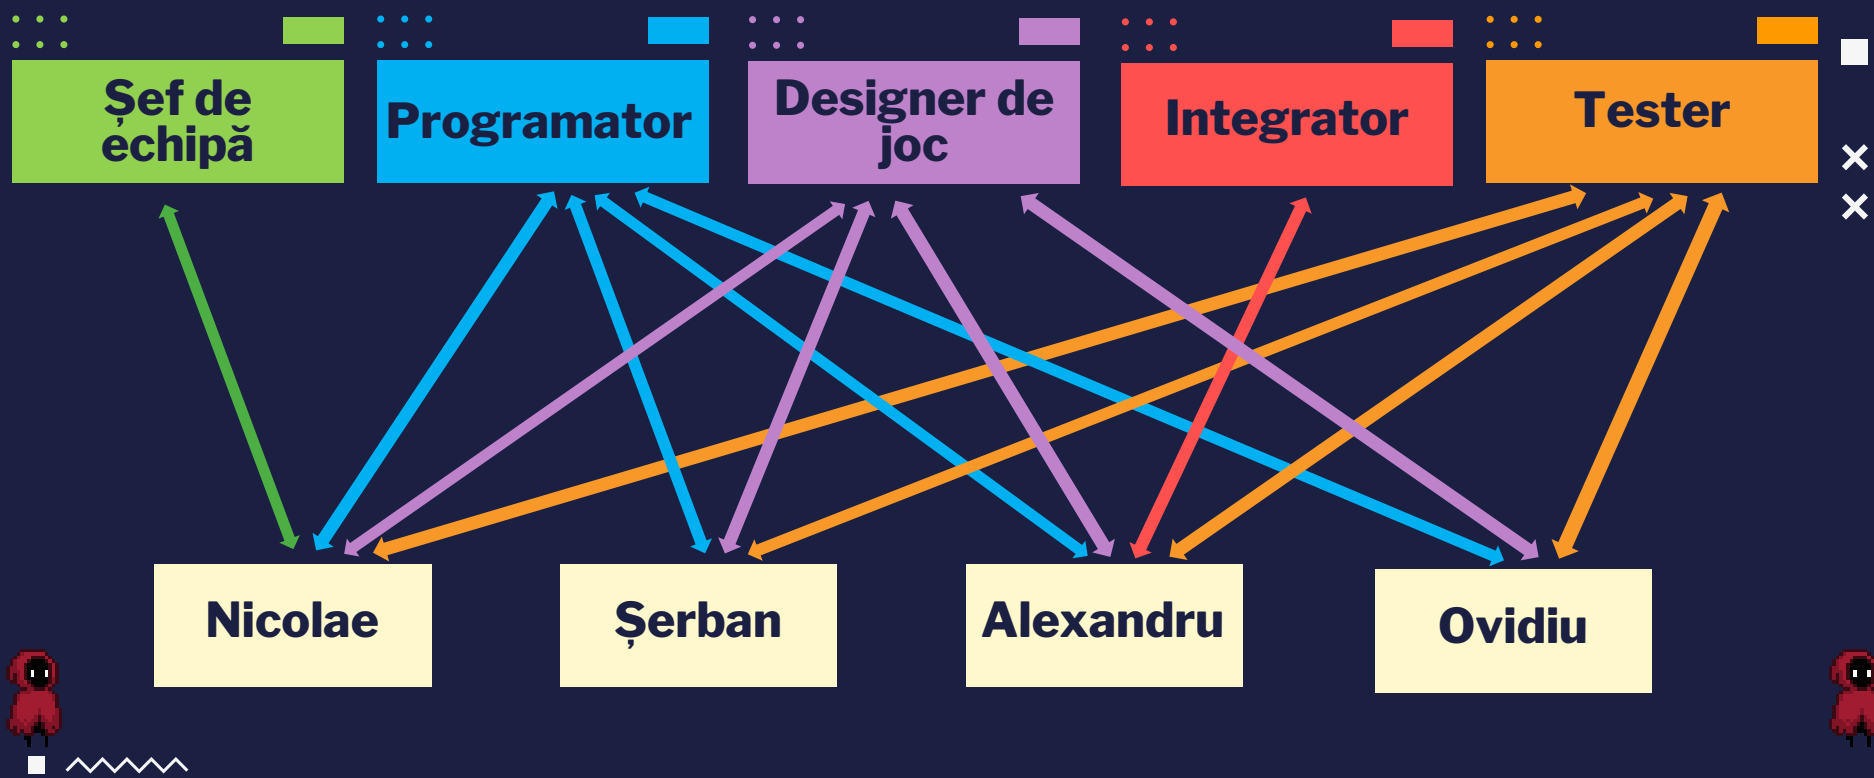 Șef de
echipă
Programator
Designer de
joc
Integrator
Tester
Nicolae
Șerban
Alexandru
Ovidiu